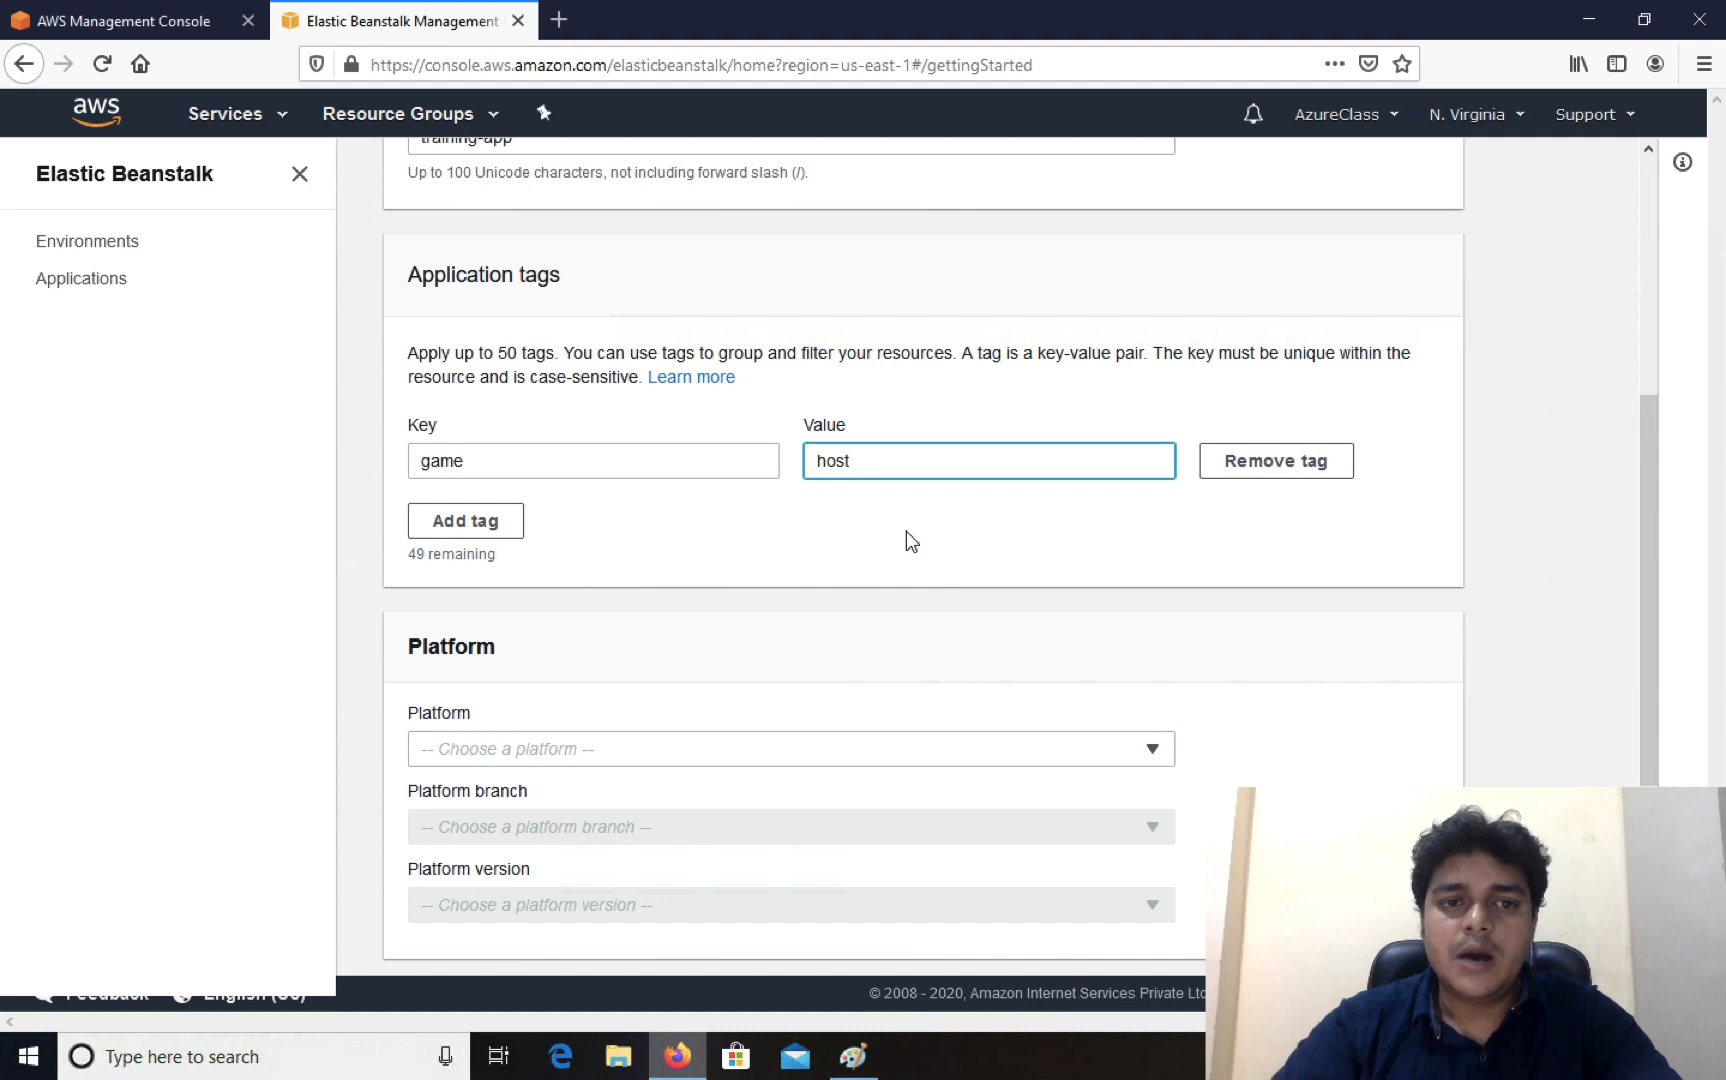 AWS Management Console
Elastic Beanstalk Management
https://console.aws.amazon.com/elasticbeanstalk/home?region=us-east-1#/gettingStarted
aws
Services
Resource Groups
AzureClass
N. Virginia
Support
Elastic Beanstalk
Environments
Applications
training-app
Up to 100 Unicode characters, not including forward slash (/).
Application tags
Apply up to 50 tags. You can use tags to group and filter your resources. A tag is a key-value pair. The key must be unique within the
resource and is case-sensitive. Learn more
Key
Value
game
host
Remove tag
Add tag
49 remaining
Platform
Platform
-- Choose a platform --
Platform branch
-- Choose a platform branch --
Platform version
-- Choose a platform version --
Feedback
English (US)
© 2008 - 2020, Amazon Internet Services Private Ltd
Type here to search